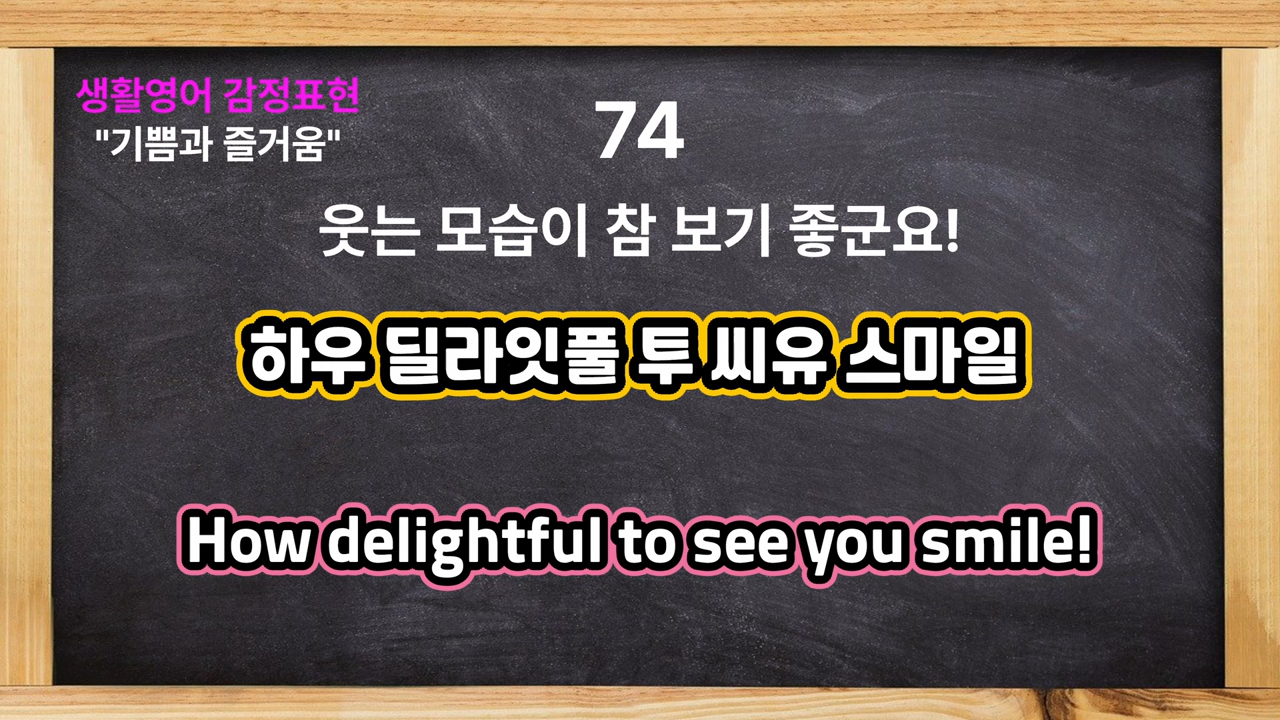 생활영어 감정표현
"기쁨과 즐거움"
74
웃는 모습이 참 보기 좋군요!
하우 딜라잇풀 투 씨유 스마일
How delightful to see you smile!